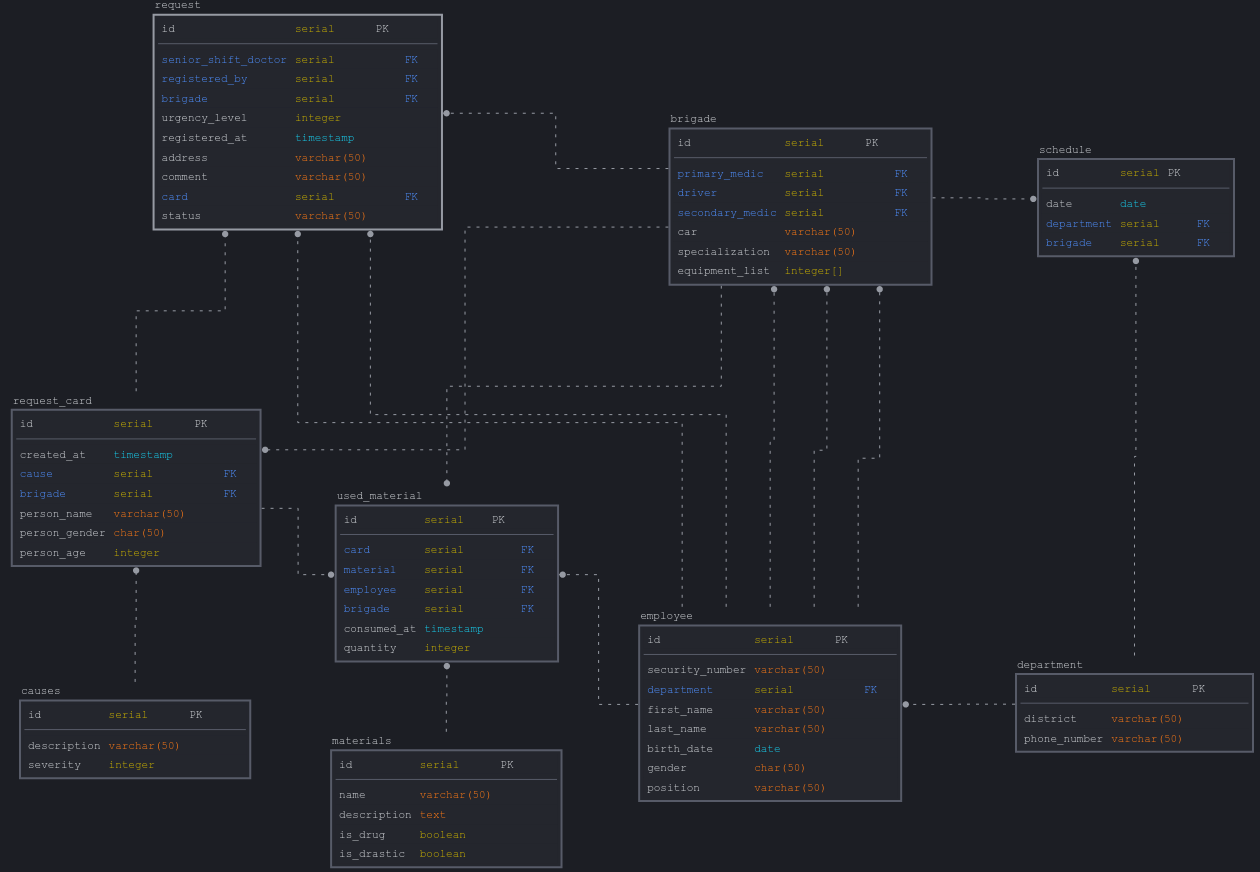 request
id serial PK
senior_shift_doctor serial FK
registered_by serial FK
brigade serial FK
urgency_level integer
registered_at timestamp
address varchar(50)
comment varchar(50)
card serial FK
status varchar(50)
brigade
id serial PK
primary_medic serial FK
driver serial FK
secondary_medic serial FK
car varchar(50)
specialization varchar(50)
equipment_list integer[]
schedule
id serial PK
date date
department serial FK
brigade serial FK
request_card
id serial PK
created_at timestamp
cause serial FK
brigade serial FK
person_name varchar(50)
person_gender char(50)
person_age integer
used_material
id serial PK
card serial FK
material serial FK
employee serial FK
brigade serial FK
consumed_at timestamp
quantity integer
employee
id serial PK
security_number varchar(50)
department serial FK
first_name varchar(50)
last_name varchar(50)
birth_date date
gender char(50)
position varchar(50)
department
id serial PK
district varchar(50)
phone_number varchar(50)
causes
id serial PK
description varchar(50)
severity integer
materials
id serial PK
name varchar(50)
description text
is_drug boolean
is_drastic boolean